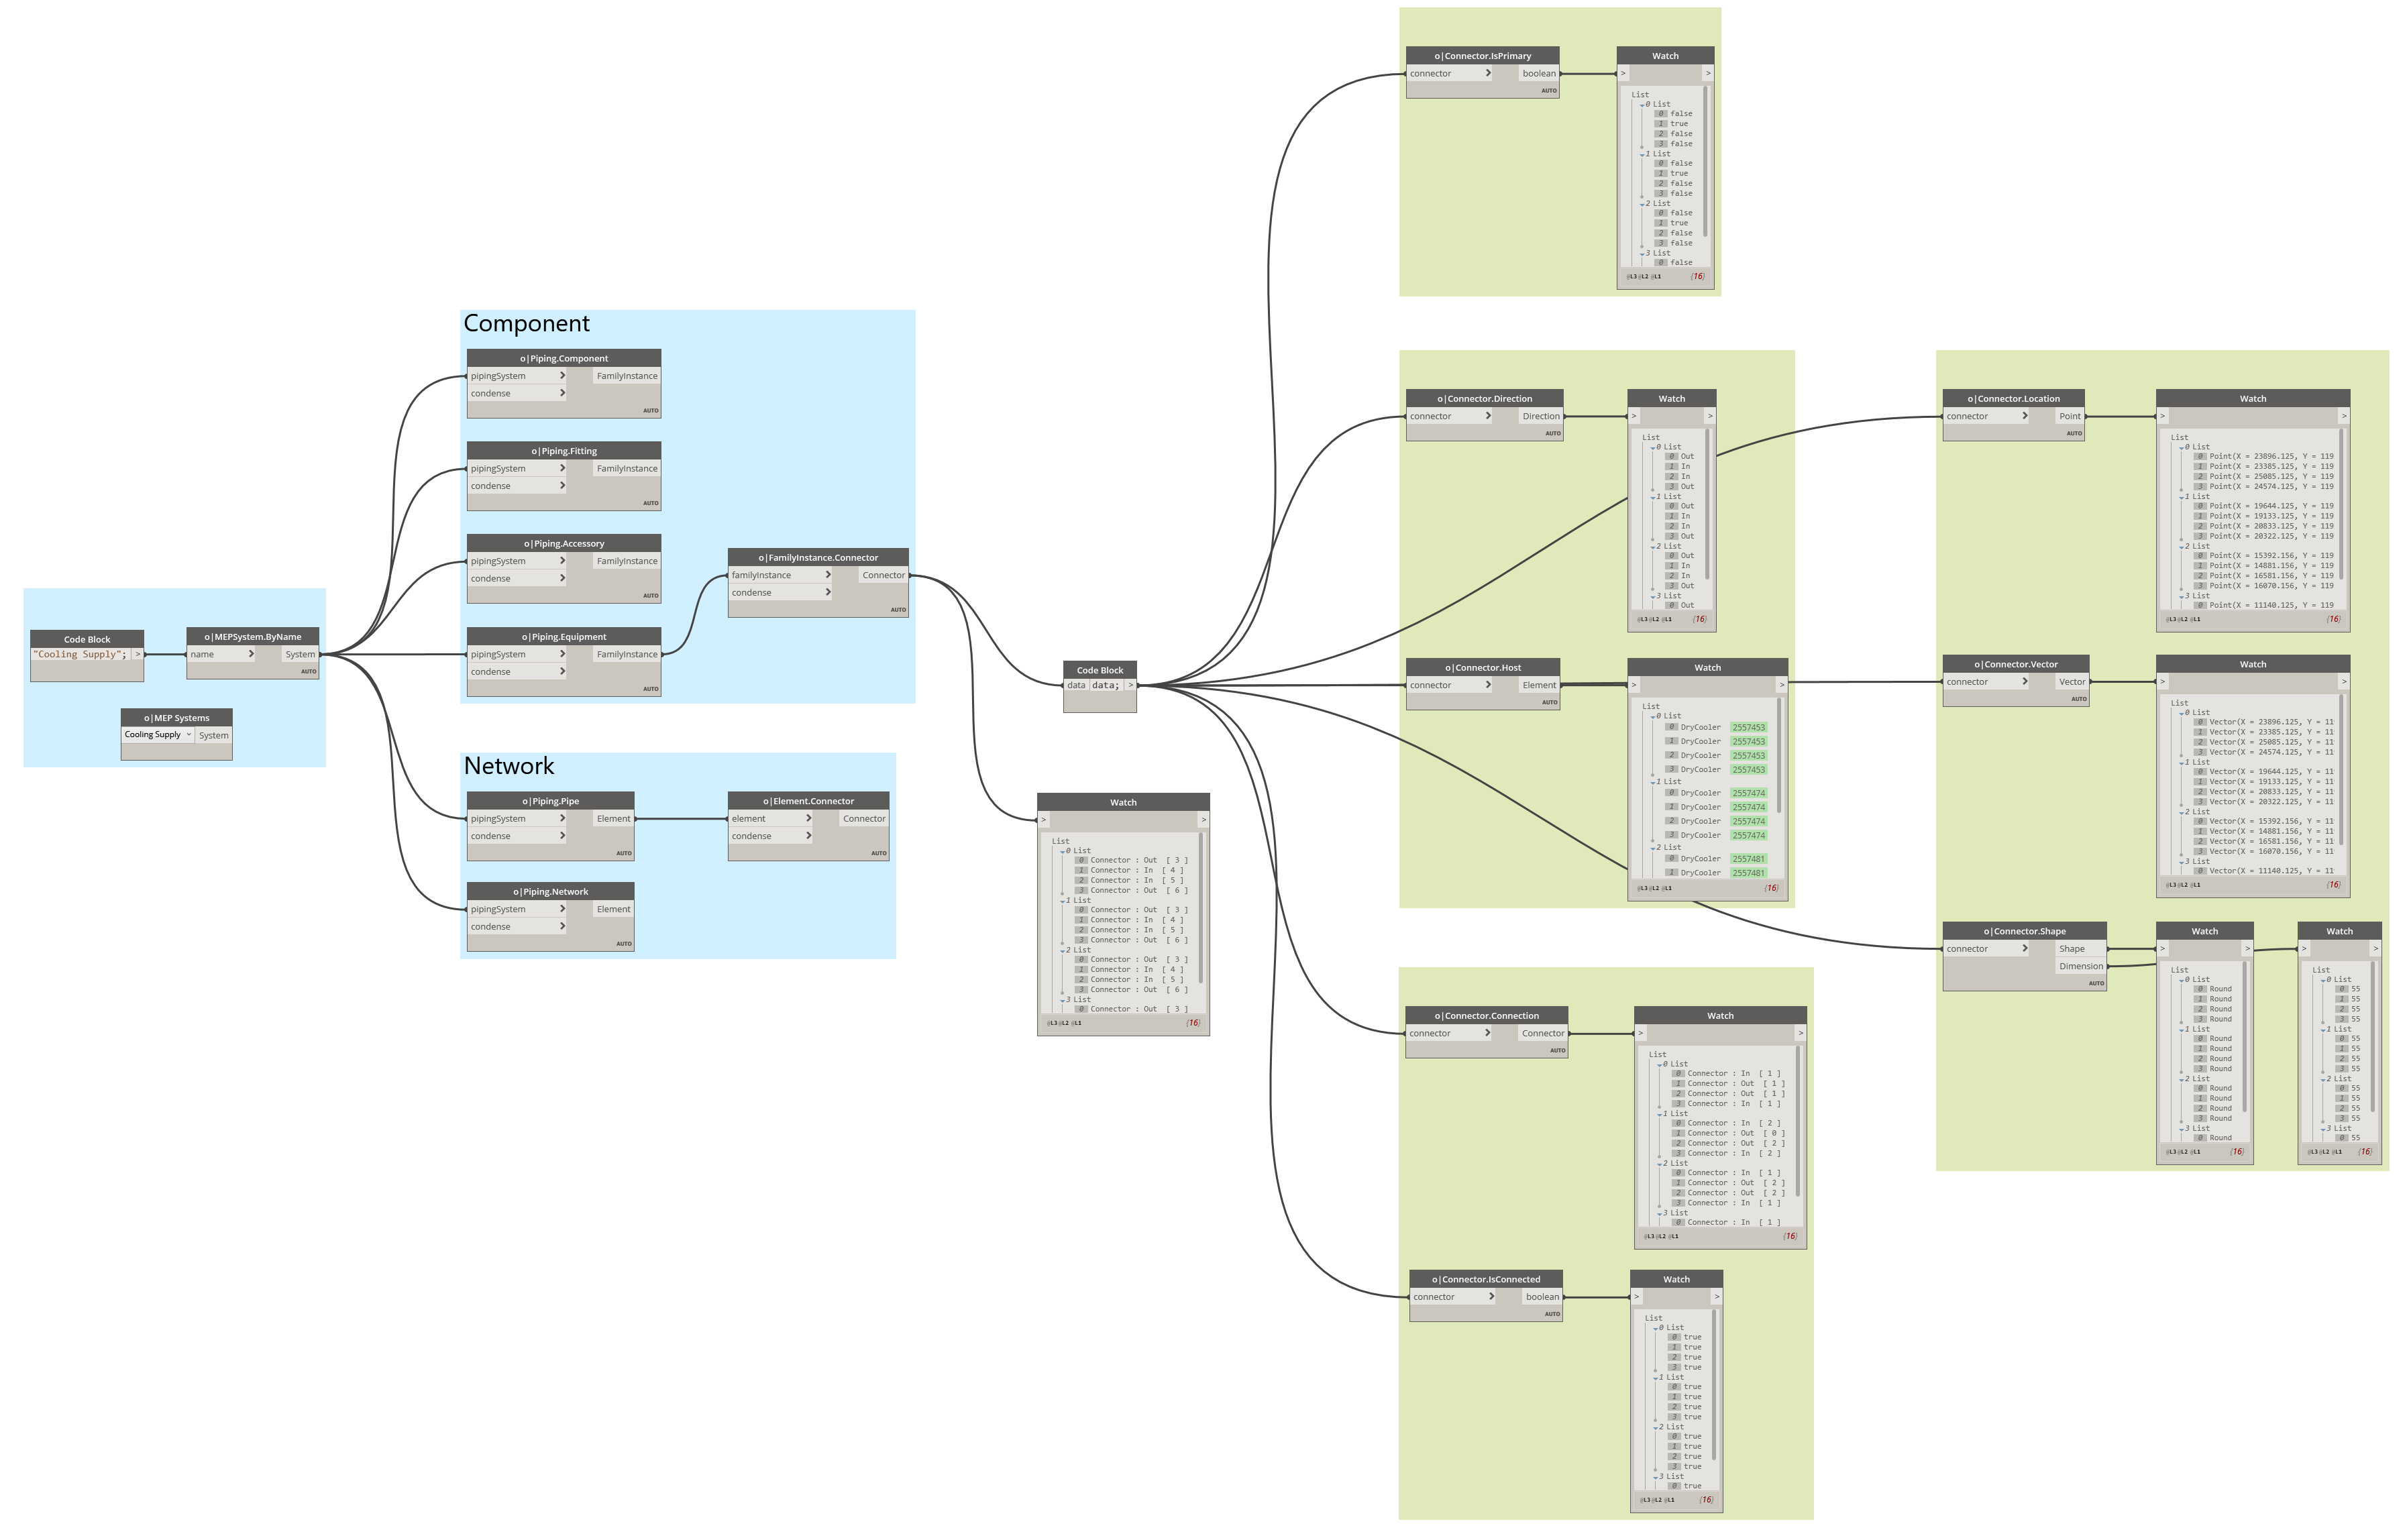 Code Block
"Cooling Supply"; >
o|MEPSystem.ByName
name > System
AUTO
o|MEP Systems
Cooling Supply System
Component
o|Piping.Component
pipingSystem > FamilyInstance
condense >
AUTO
o|Piping.Fitting
pipingSystem > FamilyInstance
condense >
AUTO
o|Piping.Accessory
pipingSystem > FamilyInstance
condense >
AUTO
o|Piping.Equipment
pipingSystem > FamilyInstance
condense >
AUTO
o|FamilyInstance.Connector
familyInstance > Connector
condense >
AUTO
Network
o|Piping.Pipe
pipingSystem > Element
condense >
AUTO
o|Element.Connector
element > Connector
condense >
AUTO
o|Piping.Network
pipingSystem > Element
condense >
AUTO
Code Block
data data; >
Watch
> >
List
0 List
0 Connector : Out [ 3 ]
1 Connector : In [ 4 ]
2 Connector : In [ 5 ]
3 Connector : Out [ 6 ]
1 List
0 Connector : Out [ 3 ]
1 Connector : In [ 4 ]
2 Connector : In [ 5 ]
3 Connector : Out [ 6 ]
2 List
0 Connector : Out [ 3 ]
1 Connector : In [ 4 ]
2 Connector : In [ 5 ]
3 Connector : Out [ 6 ]
3 List
0 Connector : Out [ 3 ]
@L3 @L2 @L1 {16}
o|Connector.IsPrimary
connector > boolean
AUTO
Watch
> >
List
0 List
0 false
1 true
2 false
3 false
1 List
0 false
1 true
2 false
3 false
2 List
0 false
1 true
2 false
3 false
3 List
0 false
@L3 @L2 @L1 {16}
o|Connector.Direction
connector > Direction
AUTO
Watch
> >
List
0 List
0 Out
1 In
2 In
3 Out
1 List
0 Out
1 In
2 In
3 Out
2 List
0 Out
1 In
2 In
3 Out
3 List
0 Out
@L3 @L2 @L1 {16}
o|Connector.Host
connector > Element
AUTO
Watch
> >
List
0 List
0 DryCooler 2557453
1 DryCooler 2557453
2 DryCooler 2557453
3 DryCooler 2557453
1 List
0 DryCooler 2557474
1 DryCooler 2557474
2 DryCooler 2557474
3 DryCooler 2557474
2 List
0 DryCooler 2557481
1 DryCooler 2557481
@L3 @L2 @L1 {16}
o|Connector.Connection
connector > Connector
AUTO
Watch
> >
List
0 List
0 Connector : In [ 1 ]
1 Connector : Out [ 1 ]
2 Connector : Out [ 1 ]
3 Connector : In [ 1 ]
1 List
0 Connector : In [ 2 ]
1 Connector : Out [ 0 ]
2 Connector : Out [ 2 ]
3 Connector : In [ 2 ]
2 List
0 Connector : In [ 1 ]
1 Connector : Out [ 2 ]
2 Connector : Out [ 2 ]
3 Connector : In [ 1 ]
3 List
0 Connector : In [ 1 ]
@L3 @L2 @L1 {16}
o|Connector.IsConnected
connector > boolean
AUTO
Watch
> >
List
0 List
0 true
1 true
2 true
3 true
1 List
0 true
1 true
2 true
3 true
2 List
0 true
1 true
2 true
3 true
3 List
0 true
@L3 @L2 @L1 {16}
o|Connector.Location
connector > Point
AUTO
Watch
> >
List
0 List
0 Point(X = 23896.125, Y = 119
1 Point(X = 23385.125, Y = 119
2 Point(X = 25085.125, Y = 119
3 Point(X = 24574.125, Y = 119
1 List
0 Point(X = 19644.125, Y = 119
1 Point(X = 19133.125, Y = 119
2 Point(X = 20833.125, Y = 119
3 Point(X = 20322.125, Y = 119
2 List
0 Point(X = 15392.156, Y = 119
1 Point(X = 14881.156, Y = 119
2 Point(X = 16581.156, Y = 119
3 Point(X = 16070.156, Y = 119
3 List
0 Point(X = 11140.125, Y = 119
@L3 @L2 @L1 {16}
o|Connector.Vector
connector > Vector
AUTO
Watch
> >
List
0 List
0 Vector(X = 23896.125, Y = 11
1 Vector(X = 23385.125, Y = 11
2 Vector(X = 25085.125, Y = 11
3 Vector(X = 24574.125, Y = 11
1 List
0 Vector(X = 19644.125, Y = 11
1 Vector(X = 19133.125, Y = 11
2 Vector(X = 20833.125, Y = 11
3 Vector(X = 20322.125, Y = 11
2 List
0 Vector(X = 15392.156, Y = 11
1 Vector(X = 14881.156, Y = 11
2 Vector(X = 16581.156, Y = 11
3 Vector(X = 16070.156, Y = 11
3 List
0 Vector(X = 11140.125, Y = 11
@L3 @L2 @L1 {16}
o|Connector.Shape
connector > Shape
Dimension
AUTO
Watch
> >
List
0 List
0 Round
1 Round
2 Round
3 Round
1 List
0 Round
1 Round
2 Round
3 Round
2 List
0 Round
1 Round
2 Round
3 Round
3 List
0 Round
@L3 @L2 @L1 {16}
Watch
> >
List
0 List
0 55
1 55
2 55
3 55
1 List
0 55
1 55
2 55
3 55
2 List
0 55
1 55
2 55
3 55
3 List
0 55
@L3 @L2 @L1 {16}